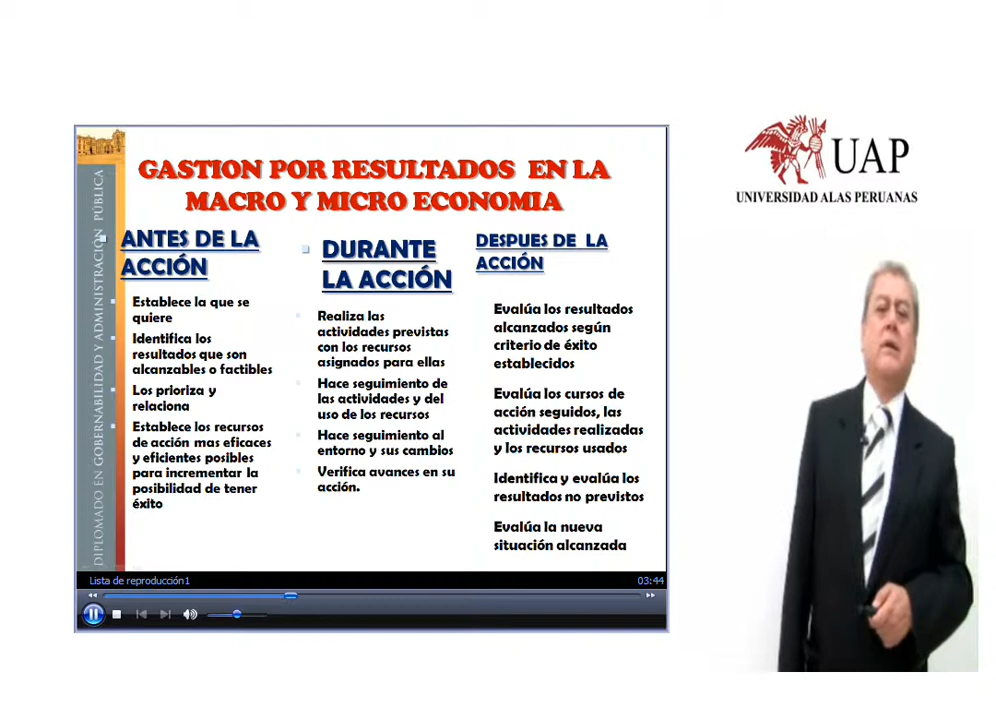 GASTION POR RESULTADOS EN LA
MACRO Y MICRO ECONOMIA
ANTES DE LA
ACCIÓN
Establece la que se
quiere
Identifica los
resultados que son
alcanzables o factibles
Los prioriza y
relaciona
Establece los recursos
de acción mas eficaces
y eficientes posibles
para incrementar la
posibilidad de tener
éxito
DURANTE
LA ACCIÓN
Realiza las
actividades previstas
con los recursos
asignados para ellas
Hace seguimiento de
las actividades y del
uso de los recursos
Hace seguimiento al
entorno y sus cambios
Verifica avances en su
acción.
DESPUES DE LA
ACCIÓN
Evalúa los resultados
alcanzados según
criterio de éxito
establecidos
Evalúa los cursos de
acción seguidos, las
actividades realizadas
y los recursos usados
Identifica y evalúa los
resultados no previstos
Evalúa la nueva
situación alcanzada
DIPLOMADO EN GOBERNABILIDAD Y ADMINISTRACIÓN PÚBLICA
Lista de reproducción1
03:44
UAP
UNIVERSIDAD ALAS PERUANAS